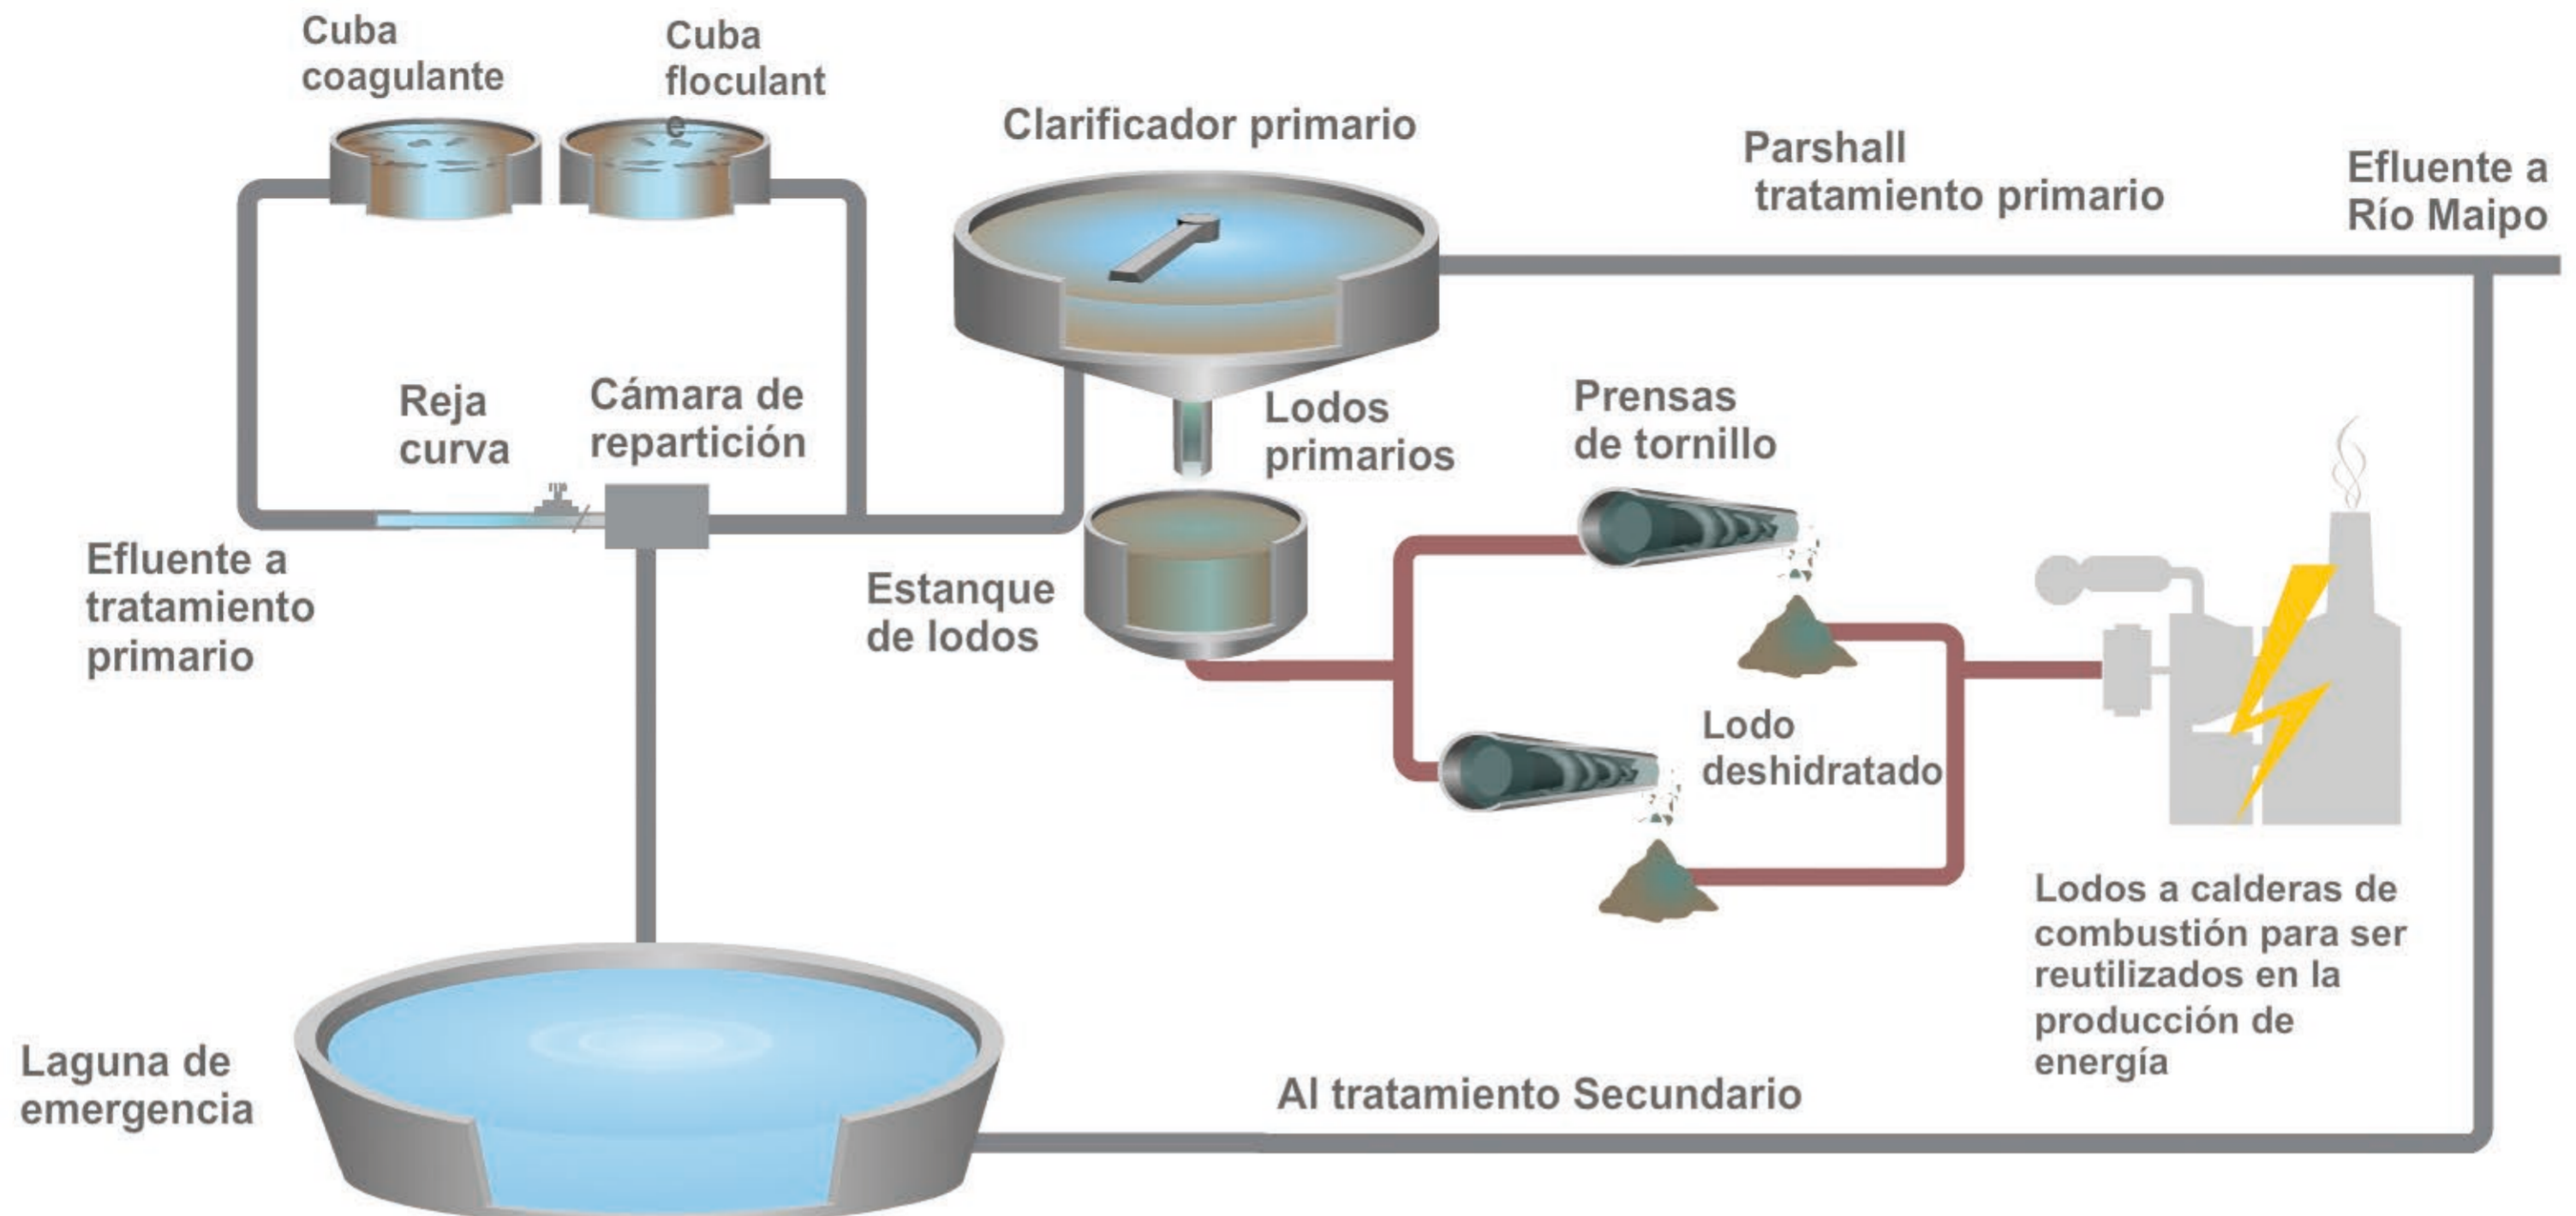 Cuba
coagulante
Cuba
floculant
e
Clarificador primario
Parshall
tratamiento primario
Efluente a
Río Maipo
Reja
curva
Cámara de
repartición
Lodos
primarios
Prensas
de tornillo
Efluente a
tratamiento
primario
Estanque
de lodos
Lodo
deshidratado
Lodos a calderas de
combustión para ser
reutilizados en la
producción de
energía
Laguna de
emergencia
Al tratamiento Secundario